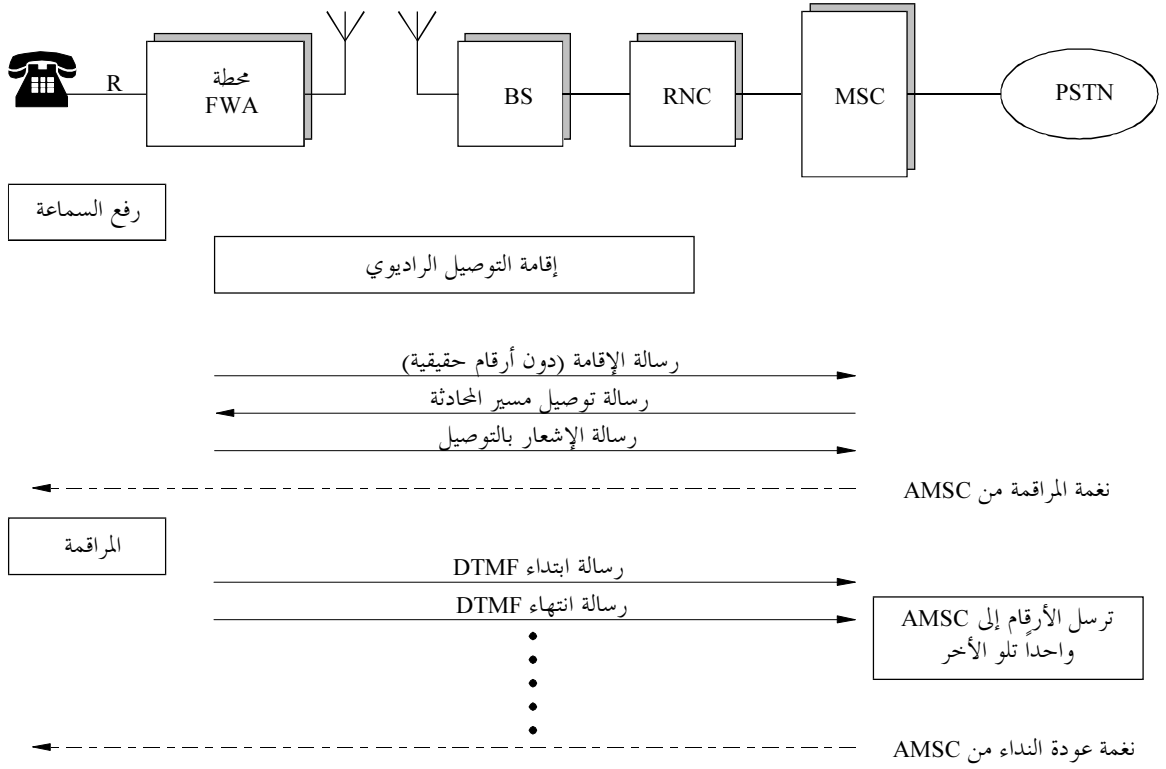 R
محطة
FWA
BS
RNC
MSC
PSTN
رفع السماعة
إقامة التوصيل الراديوي
رسالة الإقامة (دون أرقام حقيقية)
رسالة توصيل مسير المحادثة
رسالة الإشعار بالتوصيل
نغمة المراقمة من AMSC
المراقمة
رسالة ابتداء DTMF
رسالة انتهاء DTMF
ترسل الأرقام إلى AMSC
واحداً تلو الأخر
نغمة عودة النداء من AMSC